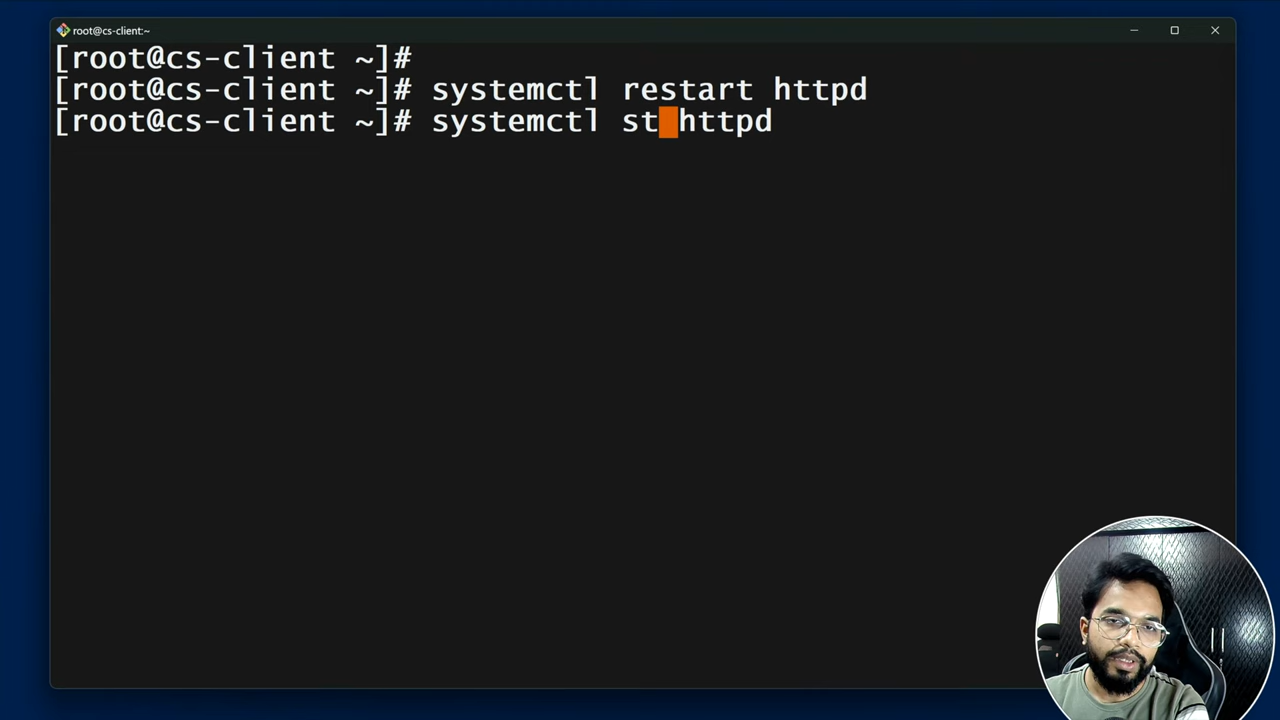 root@cs-client:~
[root@cs-client ~]#
[root@cs-client ~]# systemctl restart httpd
[root@cs-client ~]# systemctl st httpd